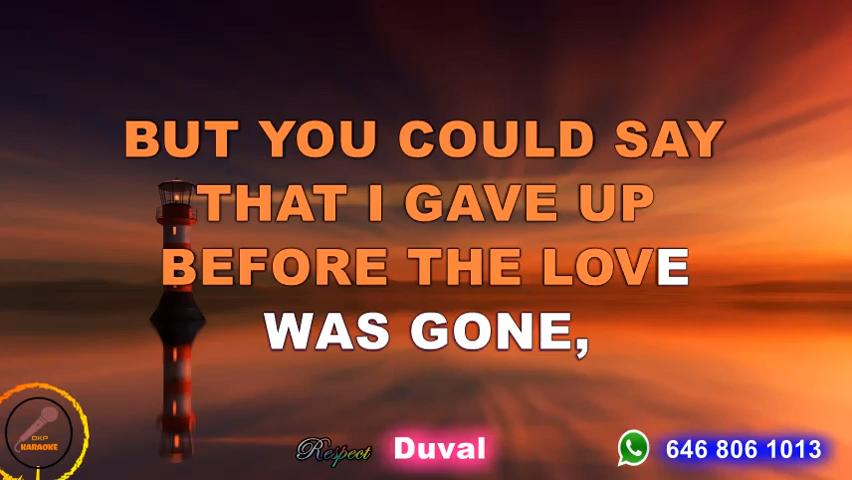 BUT YOU COULD SAY
THAT I GAVE UP
BEFORE THE LOVE
WAS GONE,
DKP
KARAOKE
Respect Duval
646 806 1013